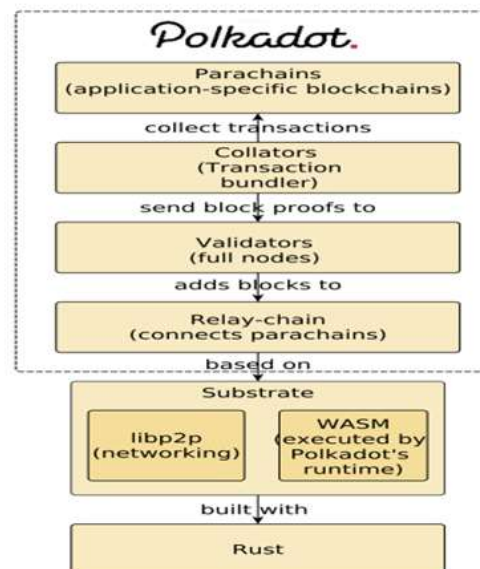 Polkadot.
Parachains
(application-specific blockchains)
collect transactions
Collators
(Transaction
bundler)
send block proofs to
Validators
(full nodes)
adds blocks to
Relay-chain
(connects parachains)
based on
Substrate
libp2p
(networking)
WASM
(executed by
Polkadot's
runtime)
built with
Rust